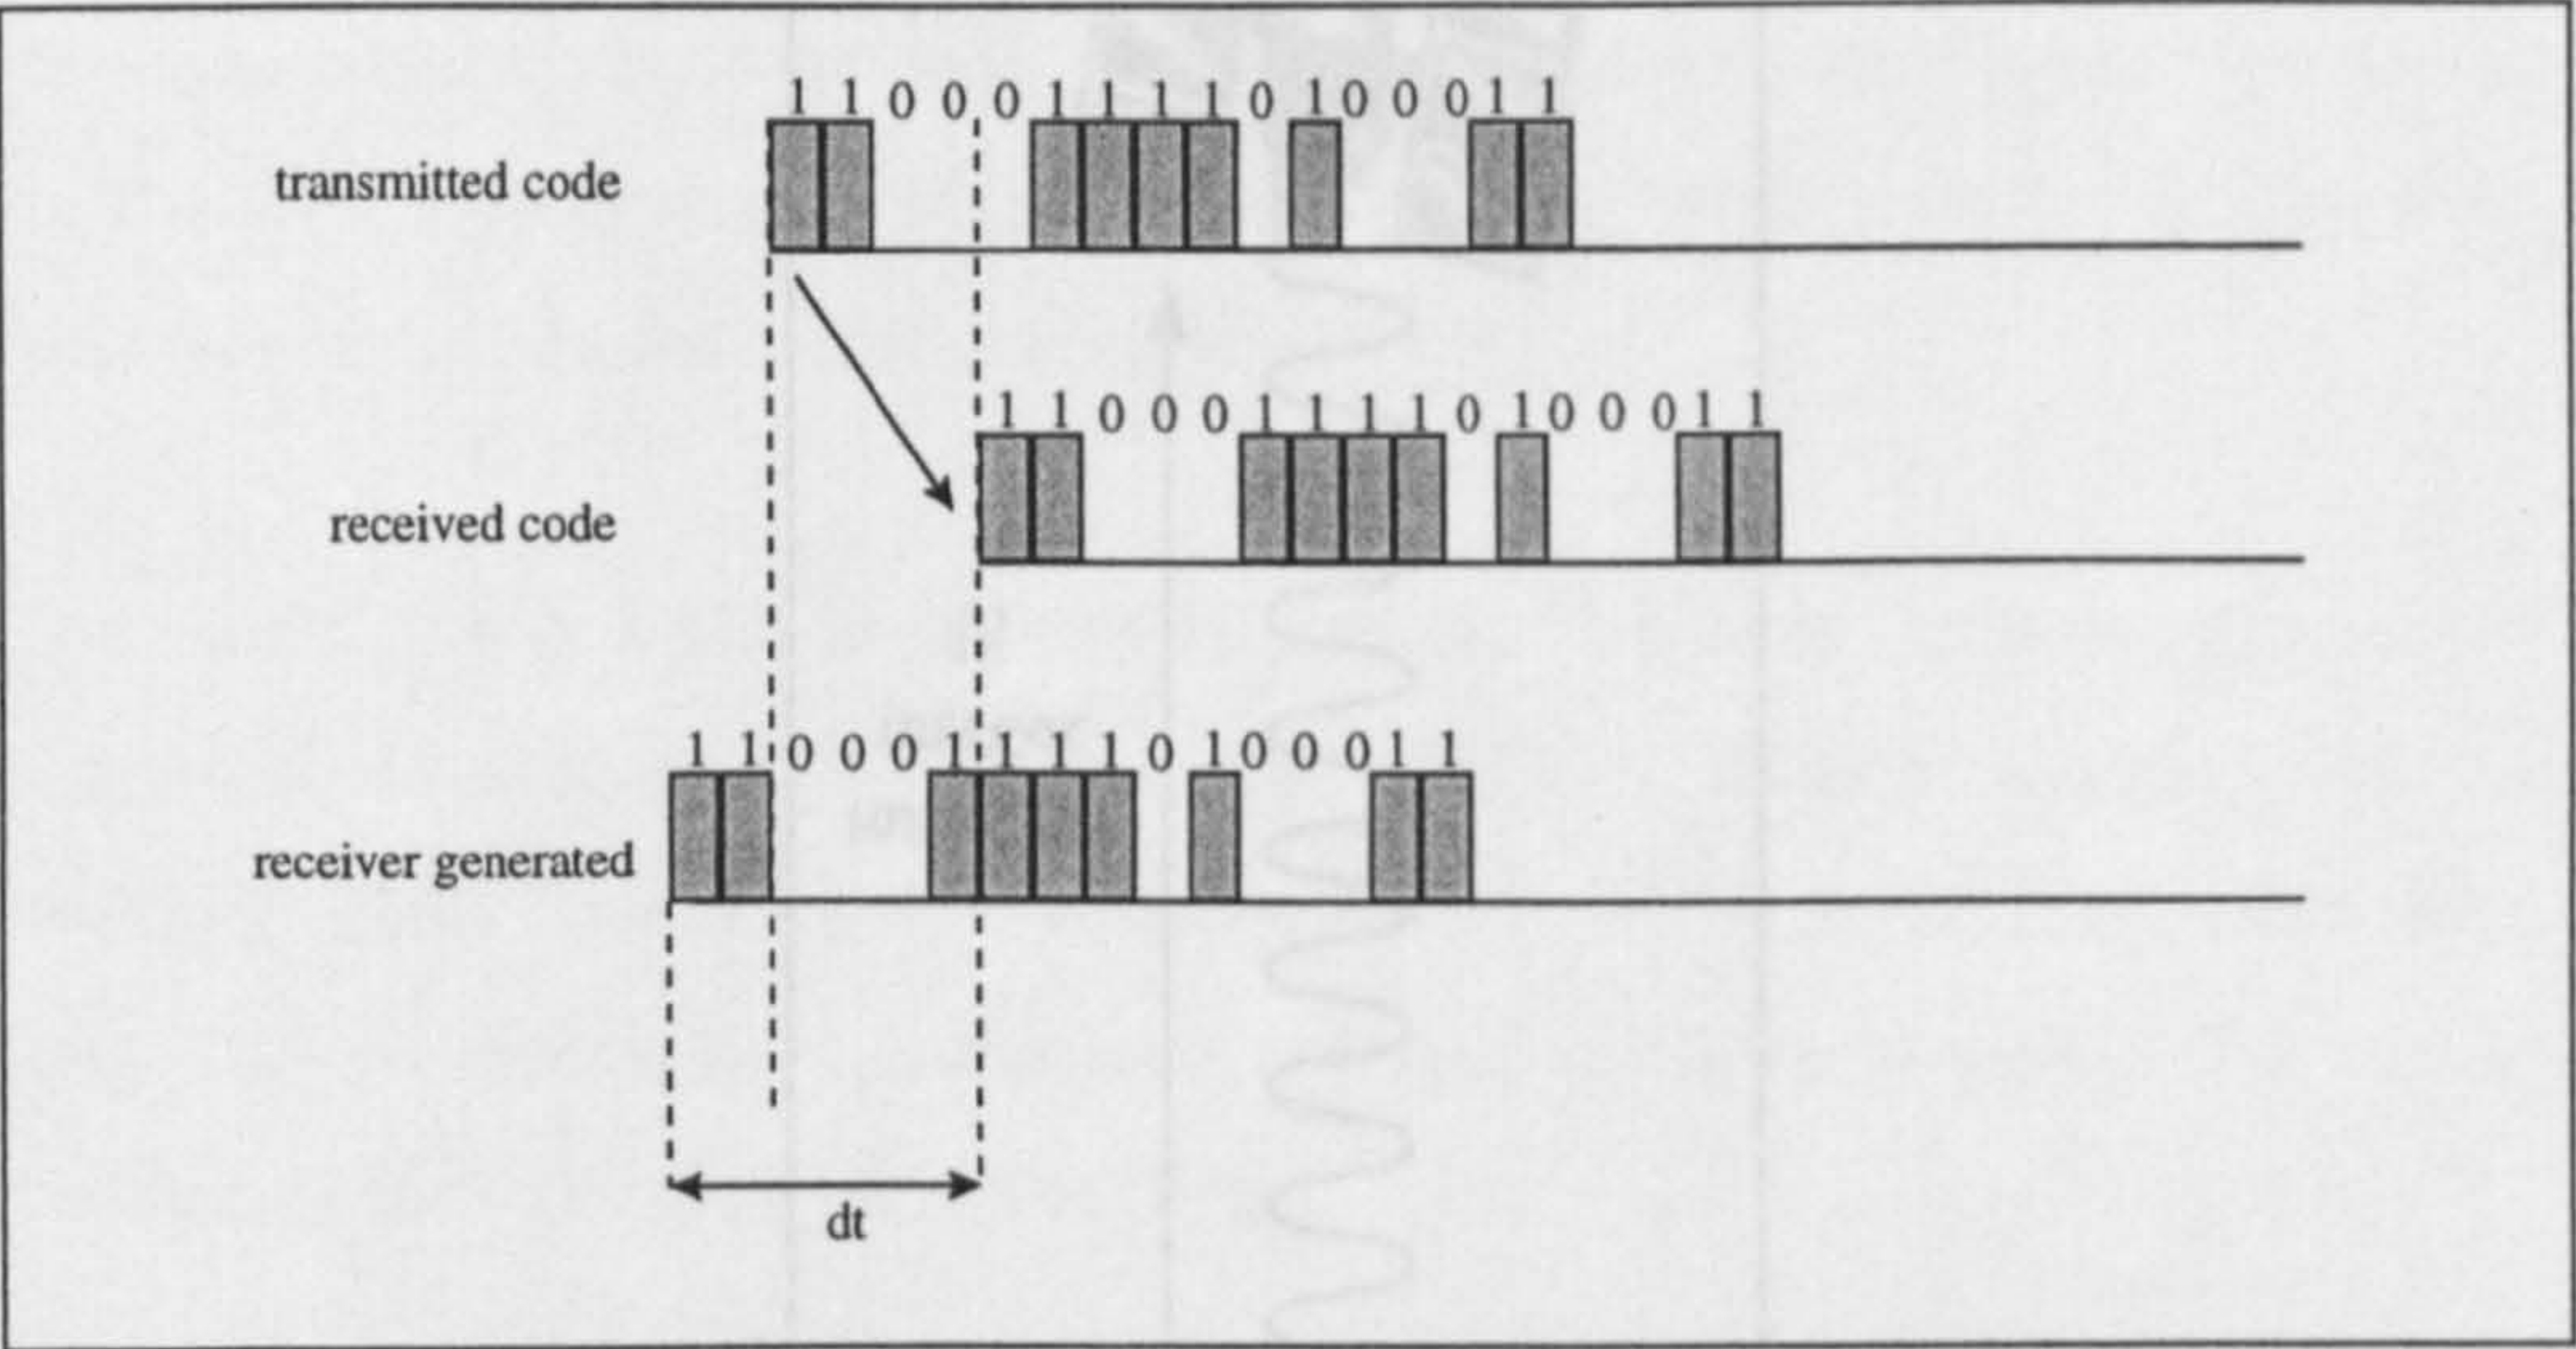 1 1 0 0 0 1 1 1 1 0 1 0 0 0 1 1
transmitted code
1 1 0 0 0 1 1 1 1 0 1 0 0 0 1 1
received code
1 1 0 0 0 1 1 1 1 0 1 0 0 0 1 1
receiver generated
dt